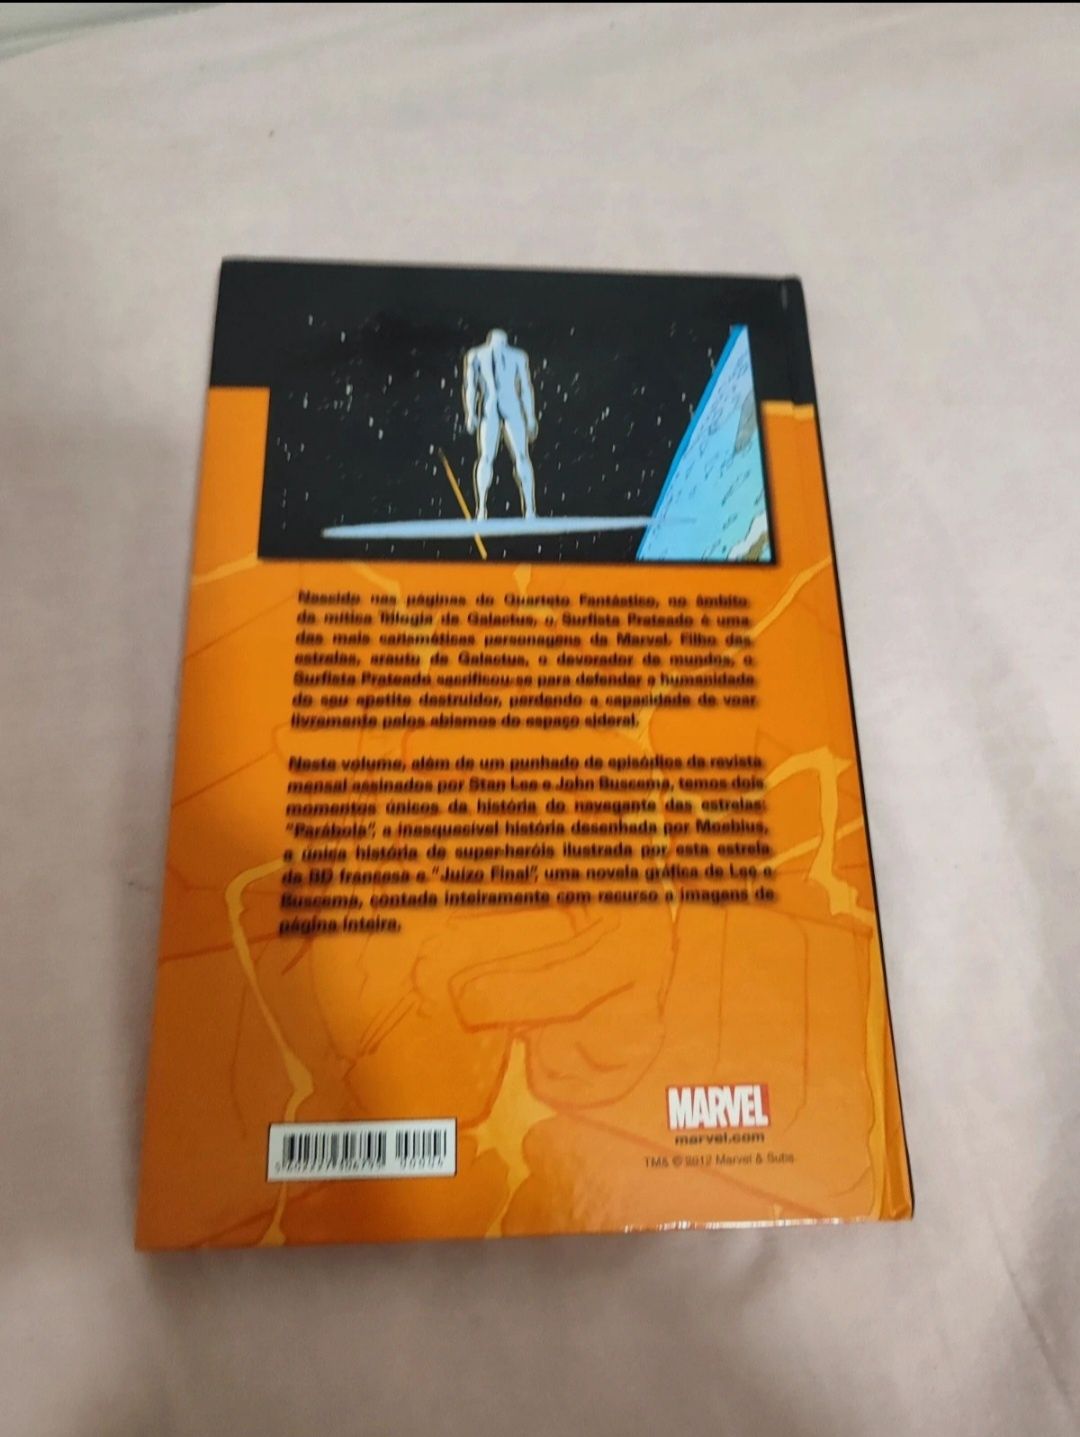 Nascido nas páginas do Quarteto Fantástico, no âmbito
da mítica Trilogia de Galactus, o Surfista Prateado é uma
das mais carismáticas personagens da Marvel. Filho das
estrelas, arauto de Galactus, o devorador de mundos, o
Surfista Prateado sacrificou-se para defender a humanidade
do seu apetite destruidor, perdendo a capacidade de voar
livremente pelos abismos do espaço sideral.
Neste volume, além de um punhado de episódios da revista
mensal assinados por Stan Lee e John Buscema, temos dois
momentos únicos da história do navegante das estrelas:
"Parábola", a inesquecível história desenhada por Moebius,
a única história de super-heróis ilustrada por esta estrela
da BD francesa e "Juízo Final", uma novela gráfica de Lee e
Buscema, contada inteiramente com recurso a imagens de
página inteira.
MARVEL
marvel.com
TM& © 2012 Marvel & Subs.
00004